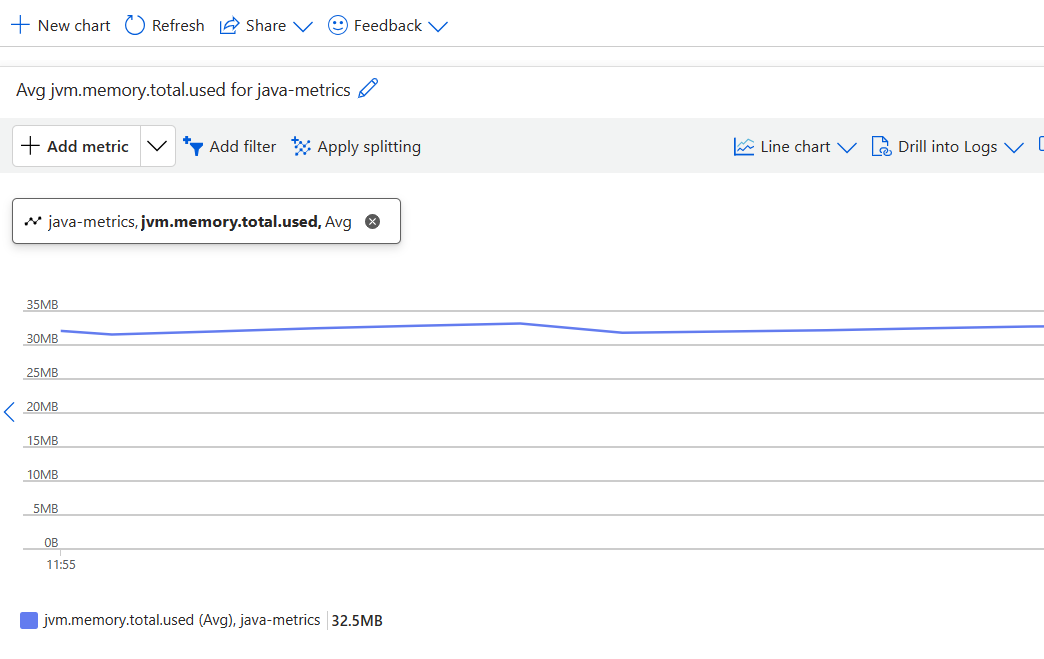 New chart Refresh Share Feedback
Avg jvm.memory.total.used for java-metrics
Add metric Add filter Apply splitting Line chart Drill into Logs
java-metrics, jvm.memory.total.used, Avg
35MB
30MB
25MB
20MB
15MB
10MB
5MB
0B
11:55
jvm.memory.total.used (Avg), java-metrics 32.5MB